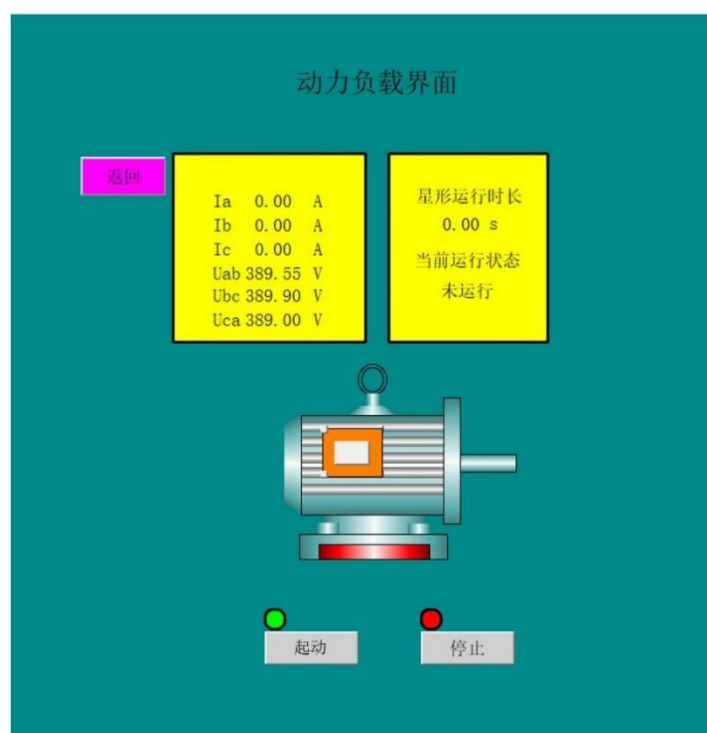 动力负载界面
返回
Ia 0.00 A
Ib 0.00 A
Ic 0.00 A
Uab 389.55 V
Ubc 389.90 V
Uca 389.00 V
星形运行时长
0.00 s
当前运行状态
未运行
起动
停止